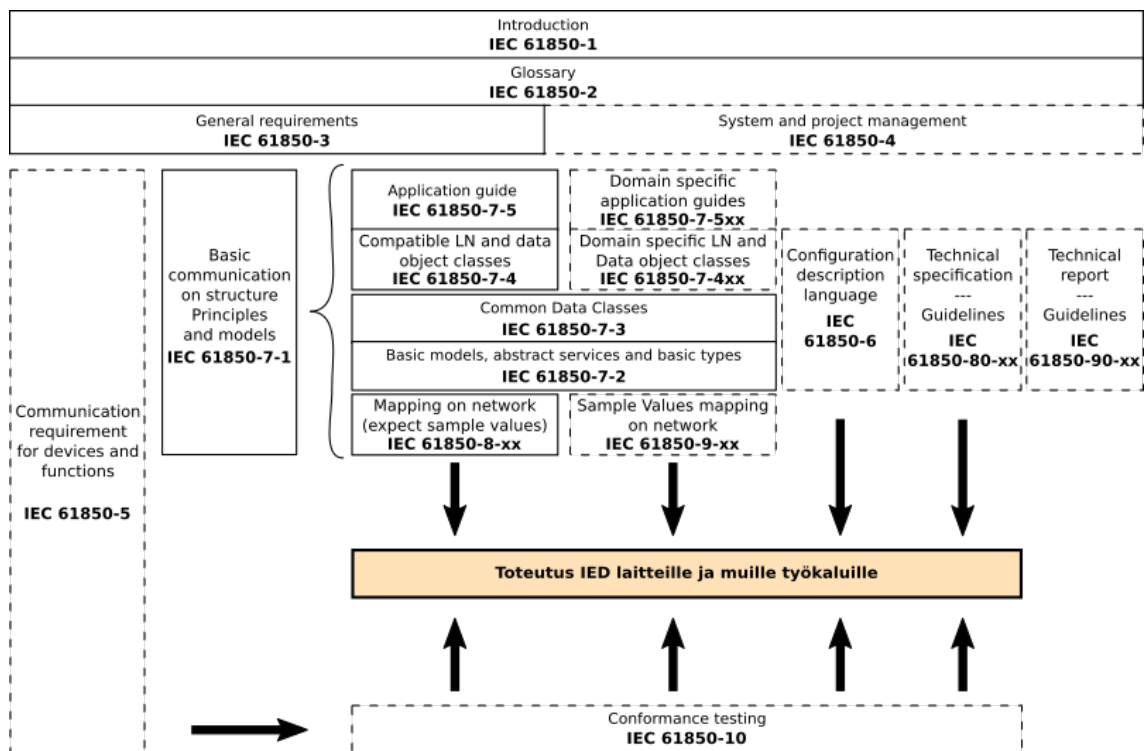 Introduction
IEC 61850-1
Glossary
IEC 61850-2
General requirements
IEC 61850-3
System and project management
IEC 61850-4
Communication
requirement
for devices and
functions
IEC 61850-5
Basic
communication
on structure
Principles
and models
IEC 61850-7-1
Application guide
IEC 61850-7-5
Domain specific
application guides
IEC 61850-7-5xx
Compatible LN and data
object classes
IEC 61850-7-4
Domain specific LN and
Data object classes
IEC 61850-7-4xx
Common Data Classes
IEC 61850-7-3
Basic models, abstract services and basic types
IEC 61850-7-2
Mapping on network
(expect sample values)
IEC 61850-8-xx
Sample Values mapping
on network
IEC 61850-9-xx
Configuration
description
language
IEC
61850-6
Technical
specification
---
Guidelines
IEC
61850-80-xx
Technical
report
---
Guidelines
IEC
61850-90-xx
Toteutus IED laitteille ja muille työkaluille
Conformance testing
IEC 61850-10